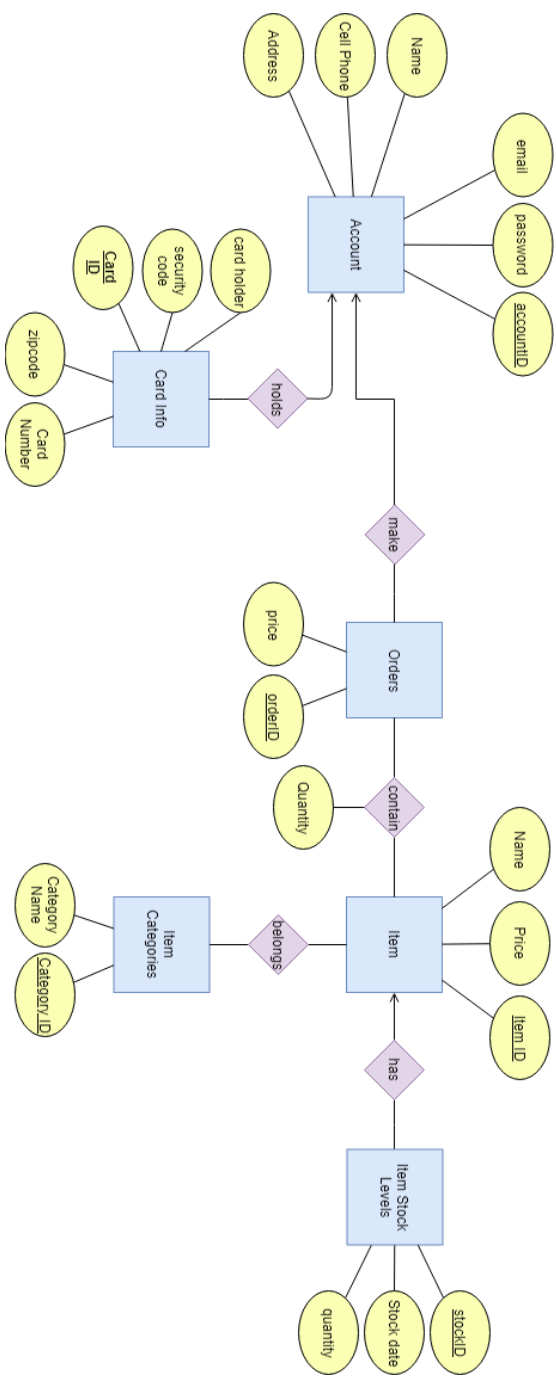 email
password
accountID
Name
Cell Phone
Address
Account
card holder
security
code
Card
ID
Card Info
zipcode
Card
Number
holds
make
Orders
price
orderID
contain
Quantity
Name
Price
Item ID
Item
belongs
Item
Categories
Category
Name
Category ID
has
Item Stock
Levels
stockID
Stock date
quantity